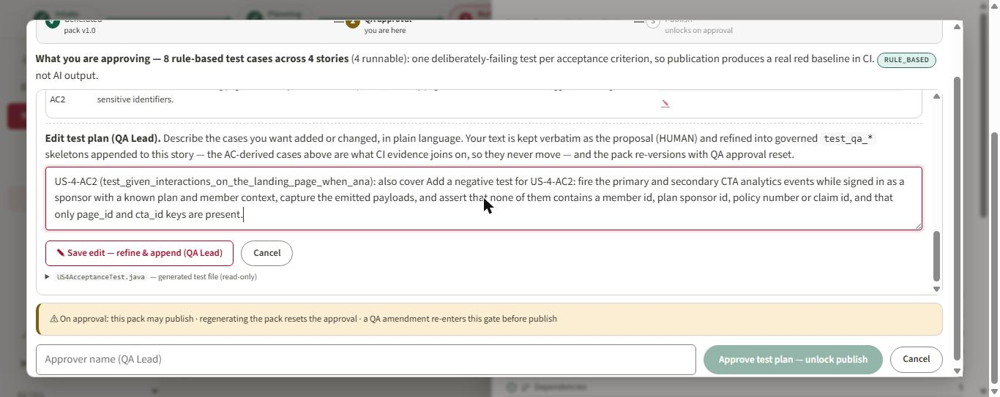 Intake
Planning
Generated
pack v1.0
2
QA approval
you are here
3
Publish
unlocks on approval
What you are approving — 8 rule-based test cases across 4 stories (4 runnable): one deliberately-failing test per acceptance criterion, so publication produces a real red baseline in CI. RULE_BASED
not AI output.
AC2 sensitive identifiers.
Edit test plan (QA Lead). Describe the cases you want added or changed, in plain language. Your text is kept verbatim as the proposal (HUMAN) and refined into governed test_qa_*
skeletons appended to this story — the AC-derived cases above are what CI evidence joins on, so they never move — and the pack re-versions with QA approval reset.
US-4-AC2 (test_given_interactions_on_the_landing_page_when_ana): also cover Add a negative test for US-4-AC2: fire the primary and secondary CTA analytics events while signed in as a
sponsor with a known plan and member context, capture the emitted payloads, and assert that none of them contains a member id, plan sponsor id, policy number or claim id, and that
only page_id and cta_id keys are present.
Save edit — refine & append (QA Lead)
Cancel
US4AcceptanceTest.java — generated test file (read-only)
⚠ On approval: this pack may publish · regenerating the pack resets the approval · a QA amendment re-enters this gate before publish
Approver name (QA Lead)
Approve test plan — unlock publish
Cancel
Dependencies